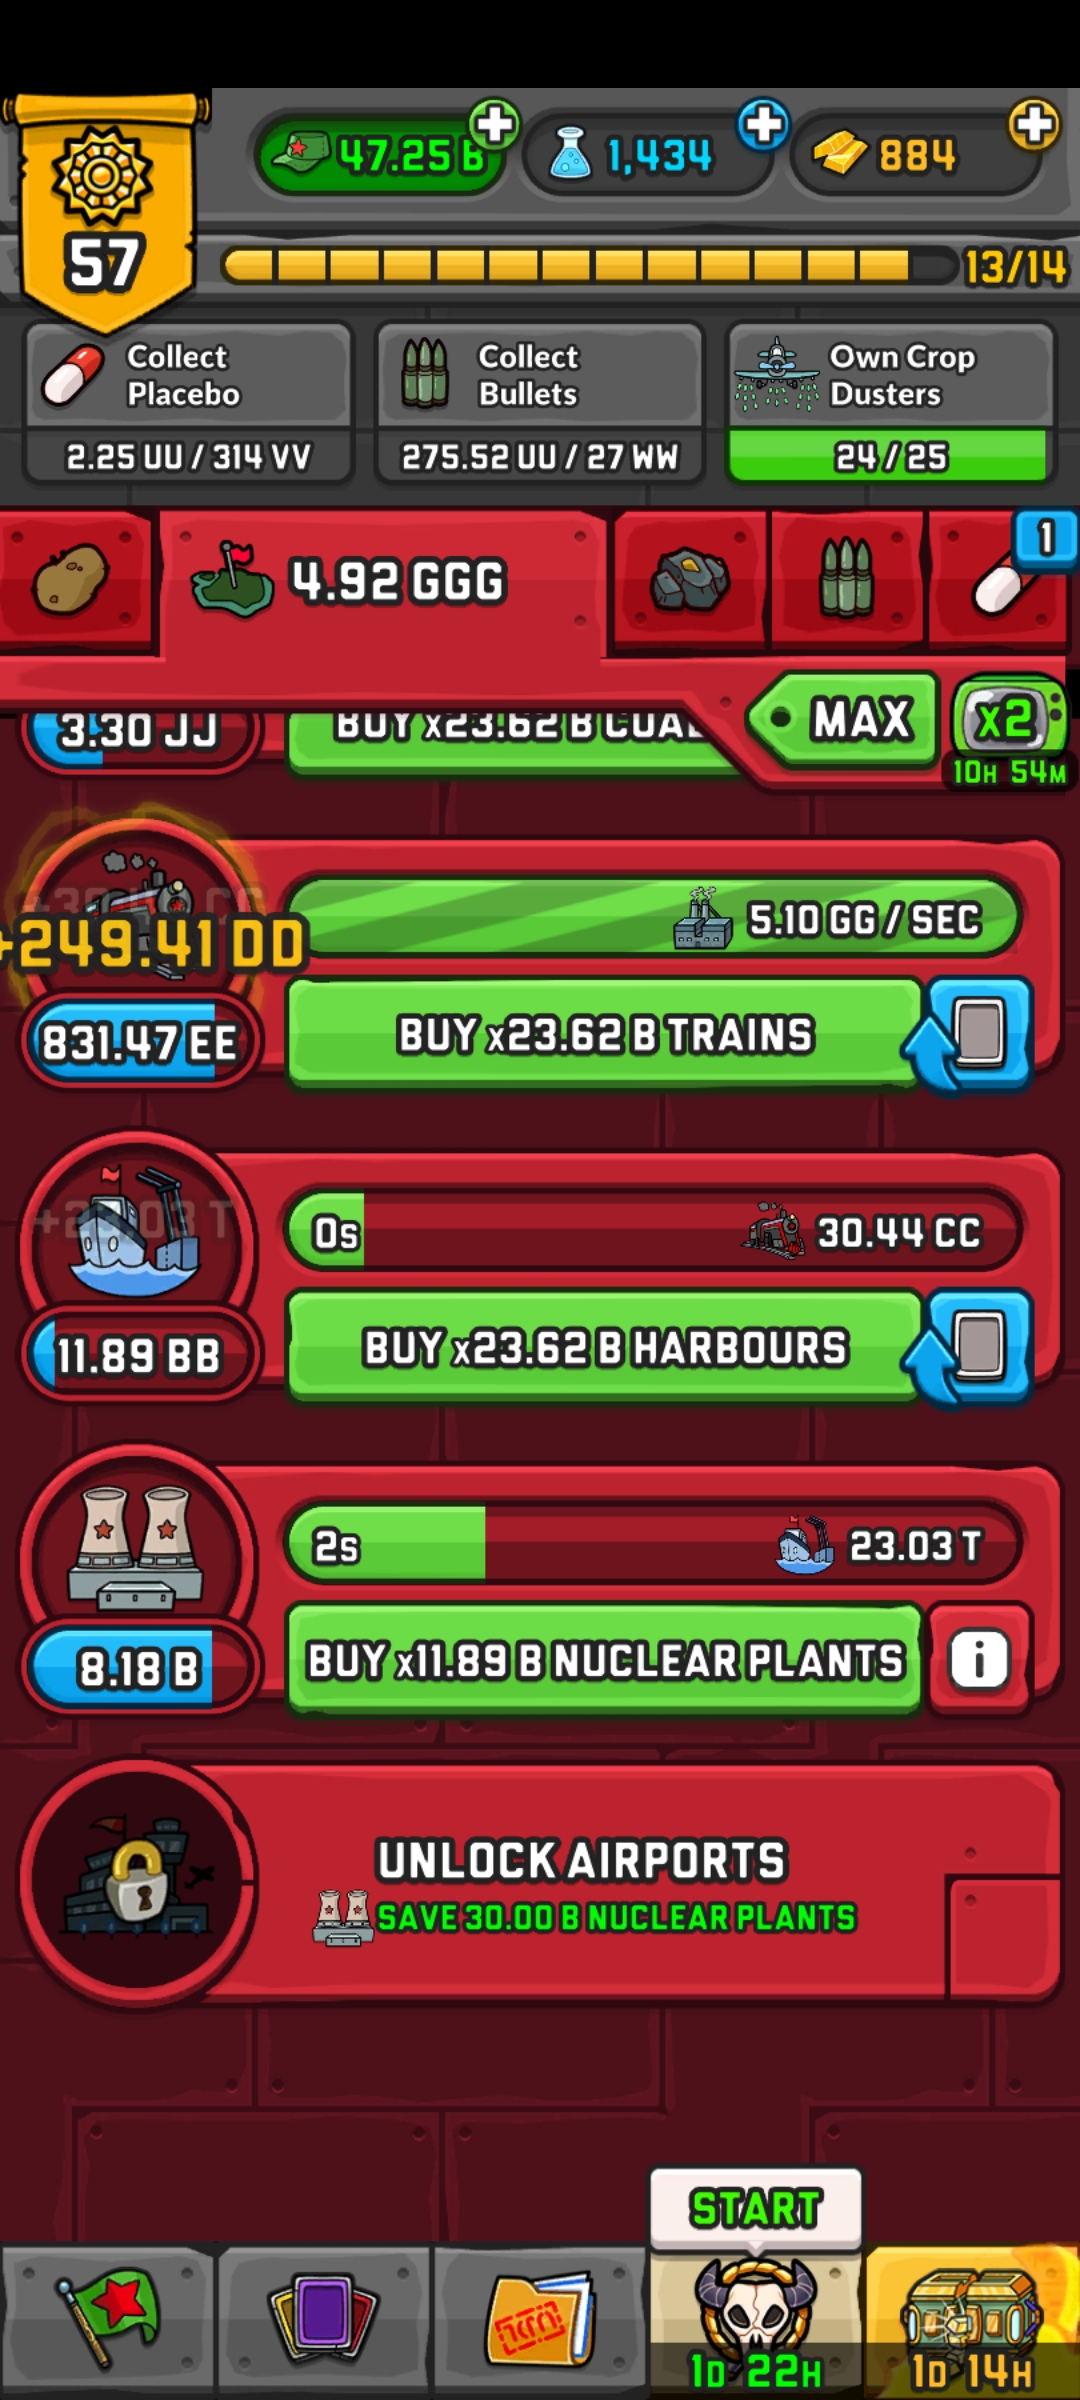 47.25 B
1,434
884
57
13/14
Collect
Placebo
2.25 UU / 314 VV
Collect
Bullets
275.52 UU / 27 WW
Own Crop
Dusters
24 / 25
4.92 GGG
1
3.30 JJ
BUY x23.62 B COAL
MAX
x2
10H 54M
+249.41 DD
5.10 GG / SEC
831.47 EE
BUY x23.62 B TRAINS
+23.03 T
0s
30.44 CC
11.89 BB
BUY x23.62 B HARBOURS
2s
23.03 T
8.18 B
BUY x11.89 B NUCLEAR PLANTS
i
UNLOCK AIRPORTS
SAVE 30.00 B NUCLEAR PLANTS
START
1D 22H
1D 14H